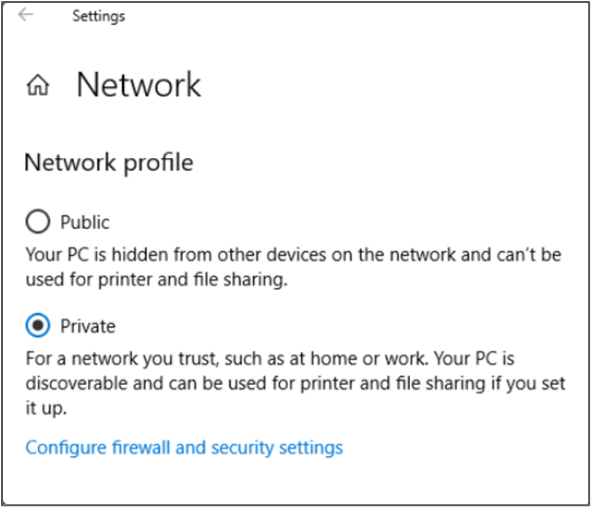 Settings
Network
Network profile
Public
Your PC is hidden from other devices on the network and can't be
used for printer and file sharing.
Private
For a network you trust, such as at home or work. Your PC is
discoverable and can be used for printer and file sharing if you set
it up.
Configure firewall and security settings